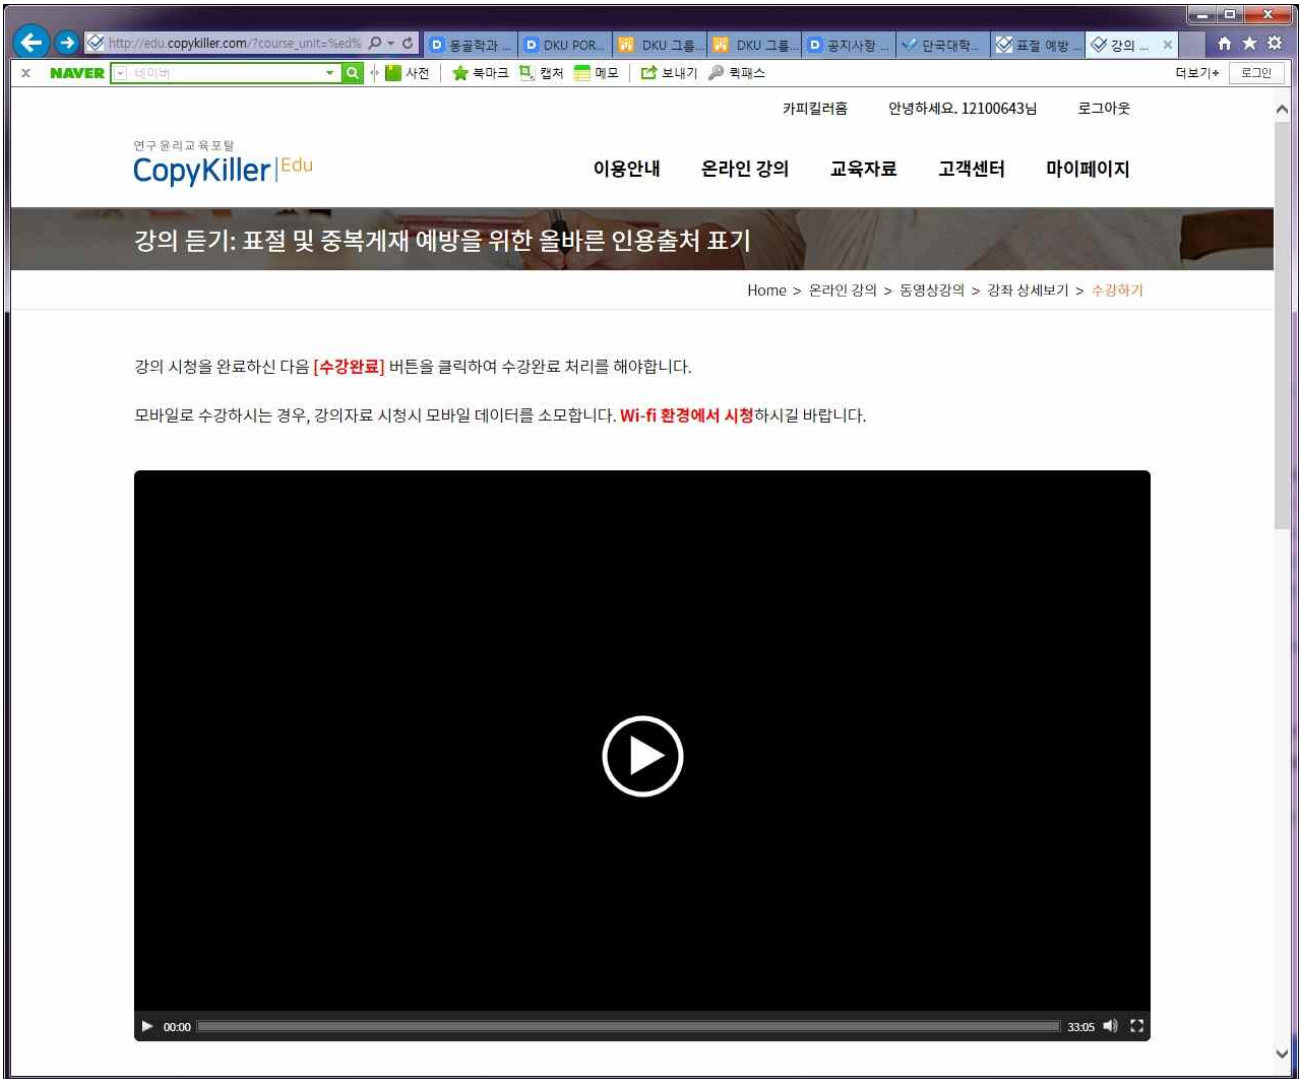 http://edu.copykiller.com/?course_unit=%ed%
몽골학과 ...
DKU POR...
DKU 그룹...
DKU 그룹...
공지사항 ...
단국대학...
표절 예방 ...
강의 ...
x NAVER 네이버 사전 북마크 캡처 메모 보내기 퀵패스 더보기+ 로그인
카피킬러홈 안녕하세요. 12100643님 로그아웃
연구윤리교육포탈
CopyKiller|Edu
이용안내 온라인 강의 교육자료 고객센터 마이페이지
강의 듣기: 표절 및 중복게재 예방을 위한 올바른 인용출처 표기
Home > 온라인 강의 > 동영상강의 > 강좌 상세보기 > 수강하기
강의 시청을 완료하신 다음 [수강완료] 버튼을 클릭하여 수강완료 처리를 해야합니다.
모바일로 수강하시는 경우, 강의자료 시청시 모바일 데이터를 소모합니다. Wi-fi 환경에서 시청하시길 바랍니다.
00:00 33:05